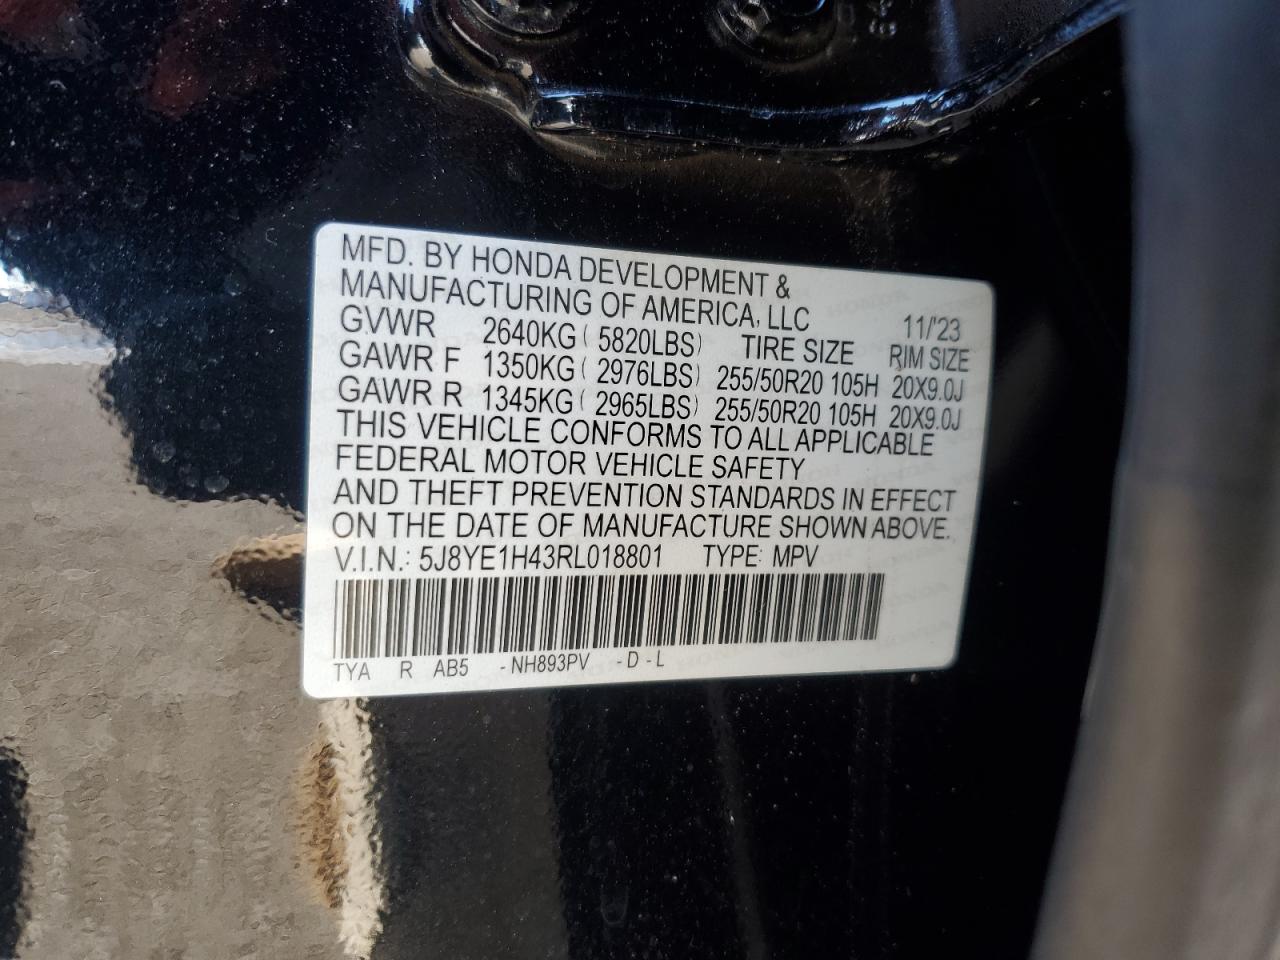 MFD. BY HONDA DEVELOPMENT &
MANUFACTURING OF AMERICA, LLC 11/'23
GVWR 2640KG ( 5820LBS) TIRE SIZE RIM SIZE
GAWR F 1350KG ( 2976LBS) 255/50R20 105H 20X9.0J
GAWR R 1345KG ( 2965LBS) 255/50R20 105H 20X9.0J
THIS VEHICLE CONFORMS TO ALL APPLICABLE
FEDERAL MOTOR VEHICLE SAFETY
AND THEFT PREVENTION STANDARDS IN EFFECT
ON THE DATE OF MANUFACTURE SHOWN ABOVE.
V.I.N.: 5J8YE1H43RL018801 TYPE: MPV
TYA R AB5 -NH893PV -D-L